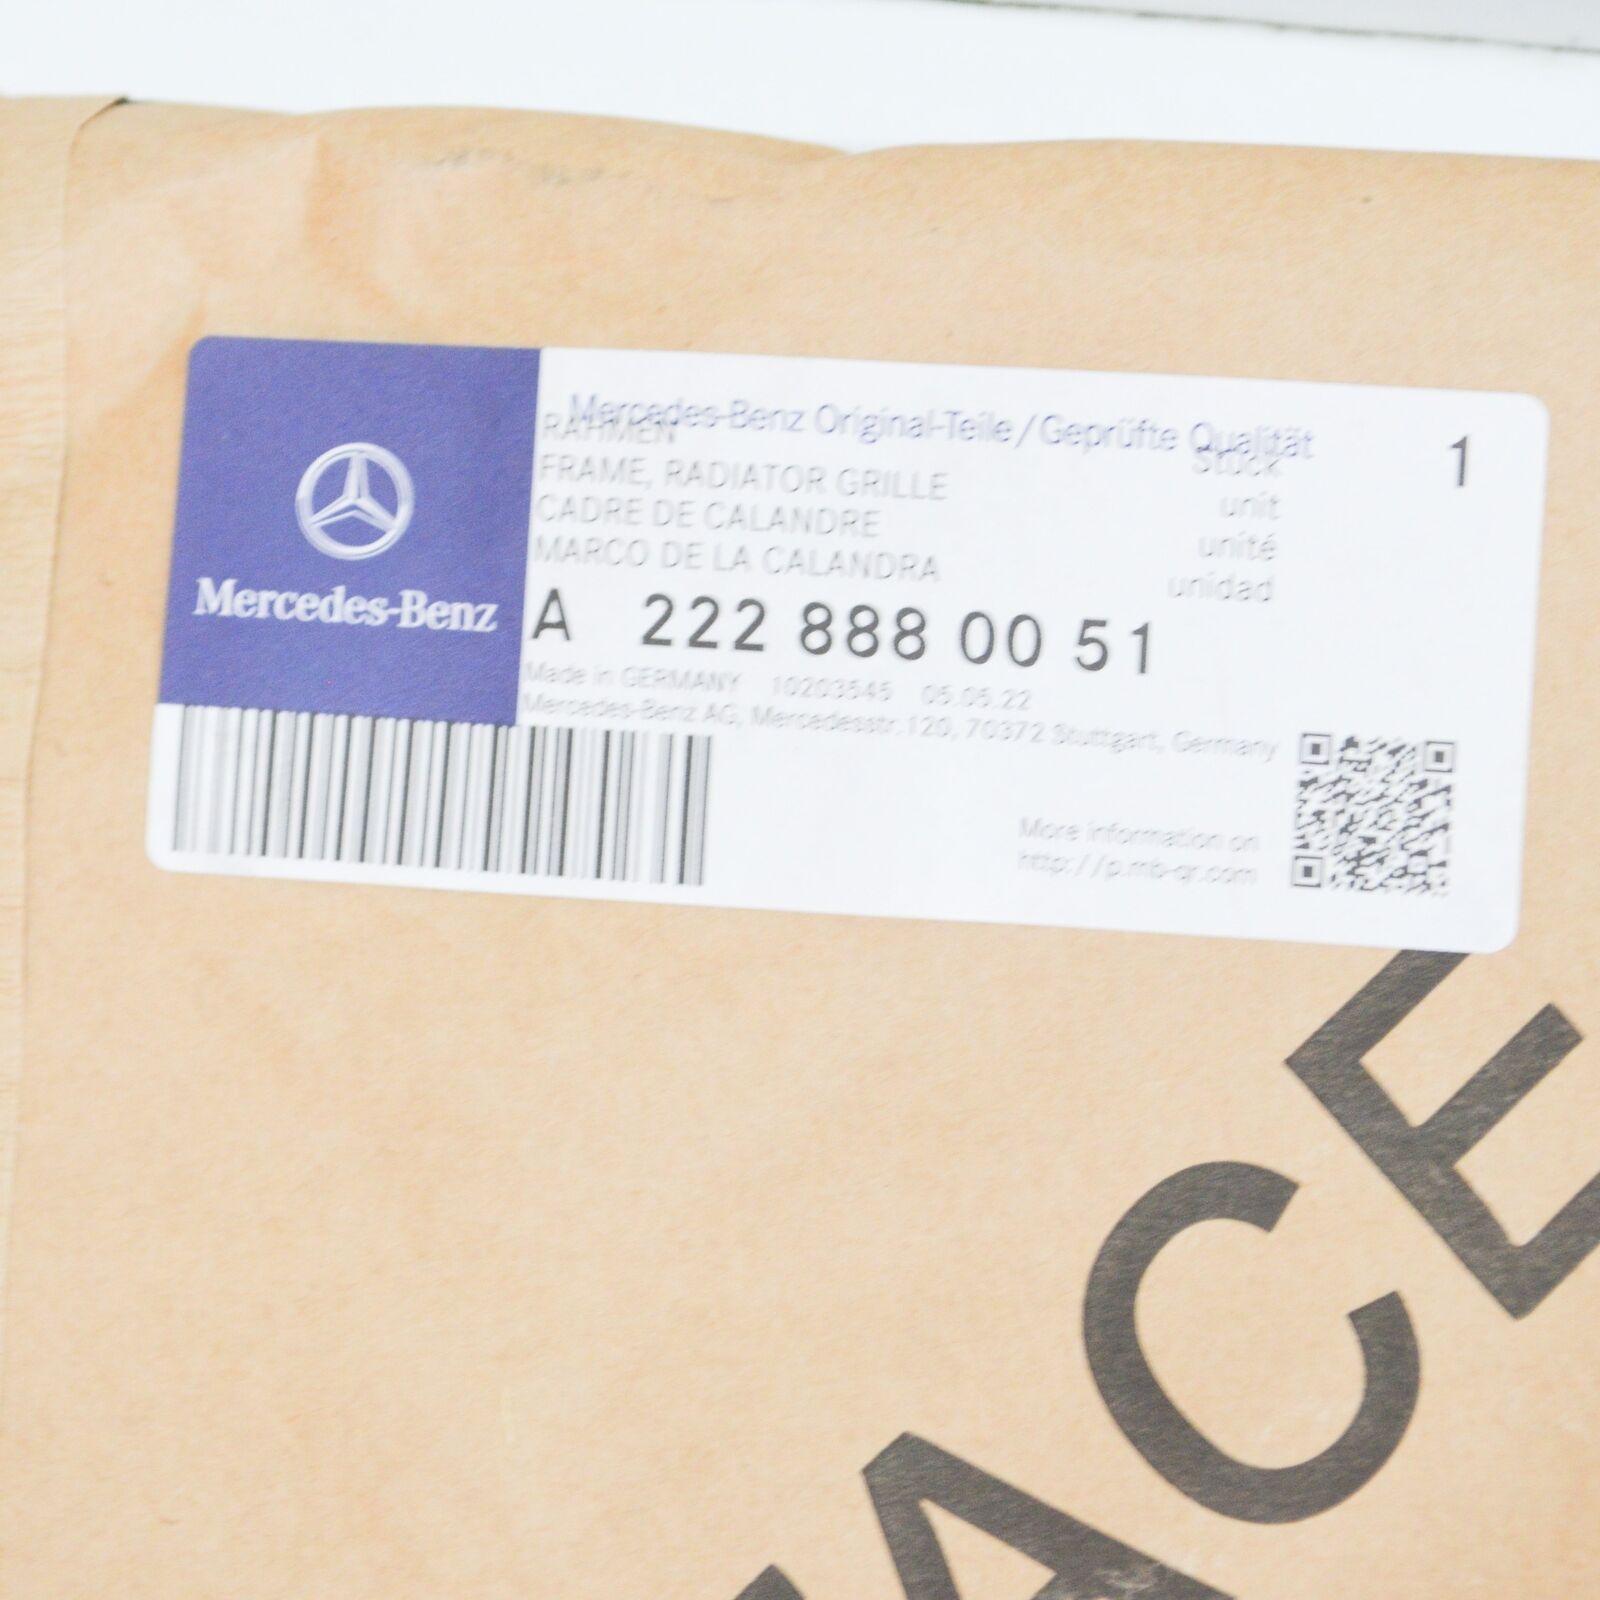 Mercedes-Benz
Mercedes-Benz Original-Teile/Geprüfte Qualität
RAHMEN Stück 1
FRAME, RADIATOR GRILLE unit
CADRE DE CALANDRE unité
MARCO DE LA CALANDRA unidad
A 222 888 00 51
Made in GERMANY 10203545 05.05.22
Mercedes-Benz AG, Mercedesstr.120, 70372 Stuttgart, Germany
More information on
http://p.mb-qr.com
ACE